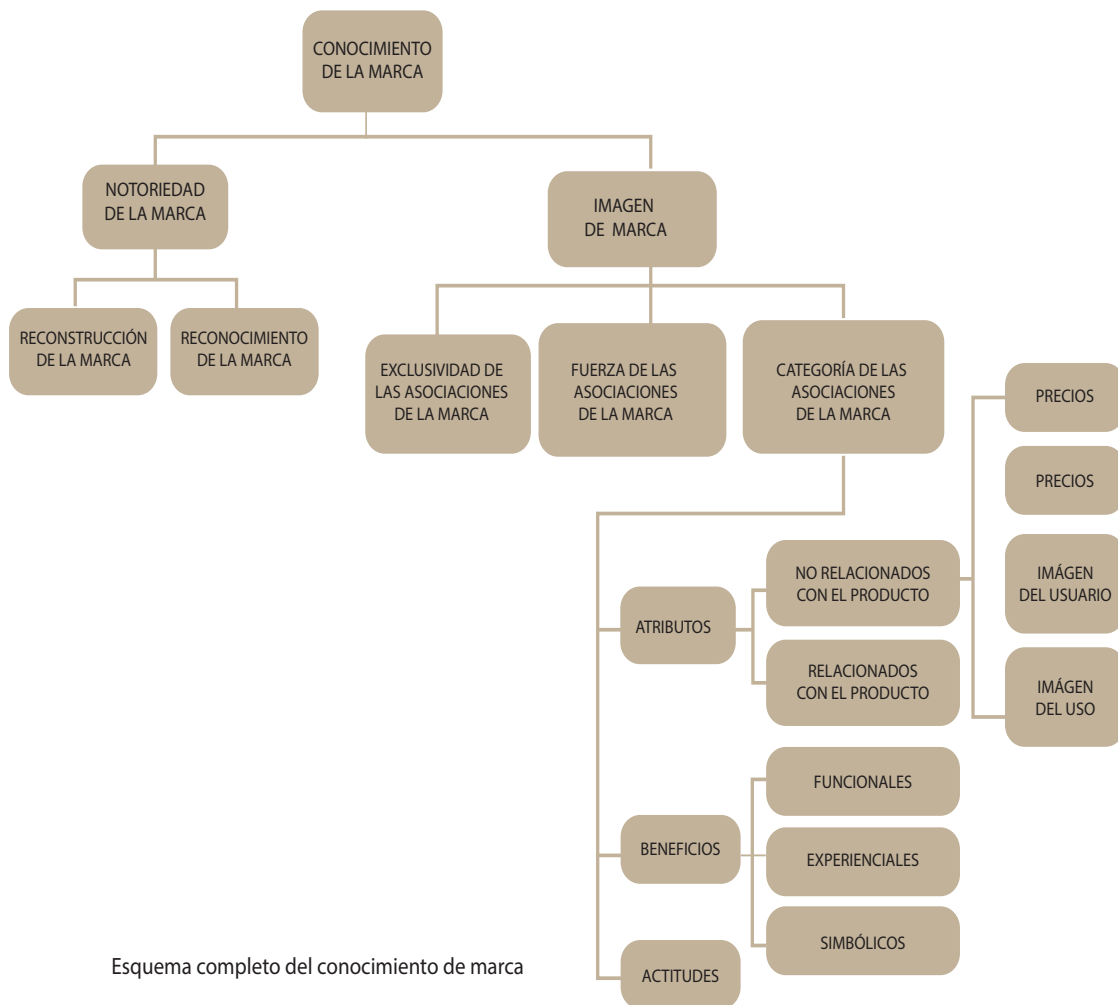 CONOCIMIENTO
DE LA MARCA
NOTORIEDAD
DE LA MARCA
IMAGEN
DE MARCA
RECONSTRUCCIÓN
DE LA MARCA
RECONOCIMIENTO
DE LA MARCA
EXCLUSIVIDAD DE
LAS ASOCIACIONES
DE LA MARCA
FUERZA DE LAS
ASOCIACIONES
DE LA MARCA
CATEGORÍA DE LAS
ASOCIACIONES
DE LA MARCA
PRECIOS
PRECIOS
IMÁGEN
DEL USUARIO
IMÁGEN
DEL USO
NO RELACIONADOS
CON EL PRODUCTO
ATRIBUTOS
RELACIONADOS
CON EL PRODUCTO
FUNCIONALES
BENEFICIOS
EXPERIENCIALES
SIMBÓLICOS
ACTITUDES
Esquema completo del conocimiento de marca